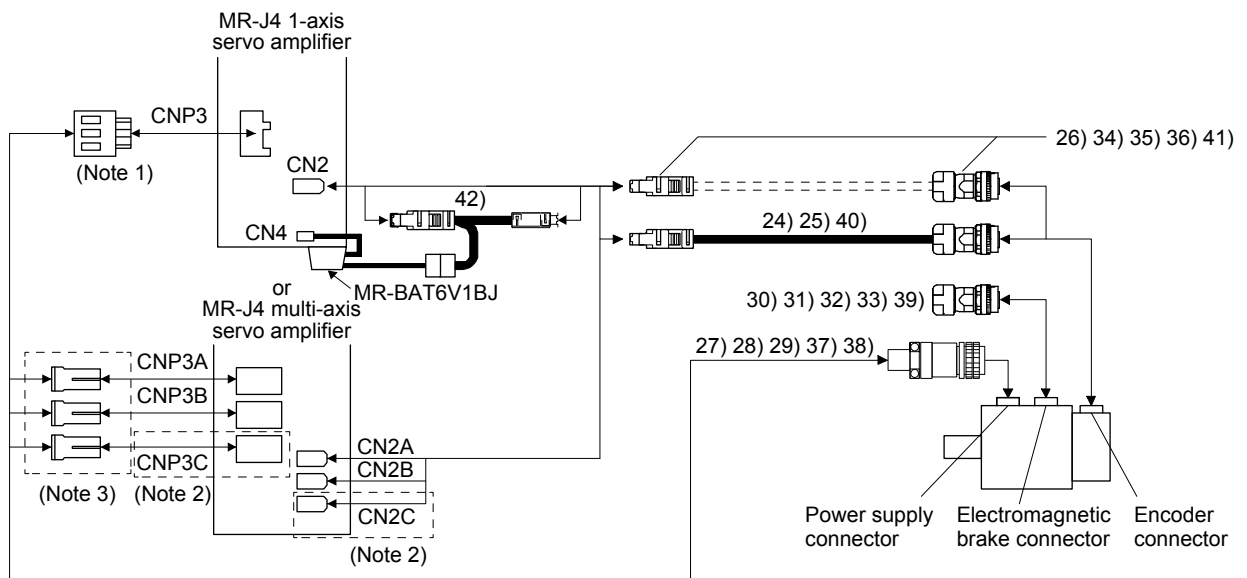 MR-J4 1-axis
servo amplifier
CNP3
(Note 1)
CN2
42)
CN4
MR-BAT6V1BJ
26) 34) 35) 36) 41)
24) 25) 40)
30) 31) 32) 33) 39)
27) 28) 29) 37) 38)
or
MR-J4 multi-axis
servo amplifier
CNP3A
CNP3B
CNP3C
(Note 3)
(Note 2)
CN2A
CN2B
CN2C
(Note 2)
Power supply
connector
Electromagnetic
brake connector
Encoder
connector